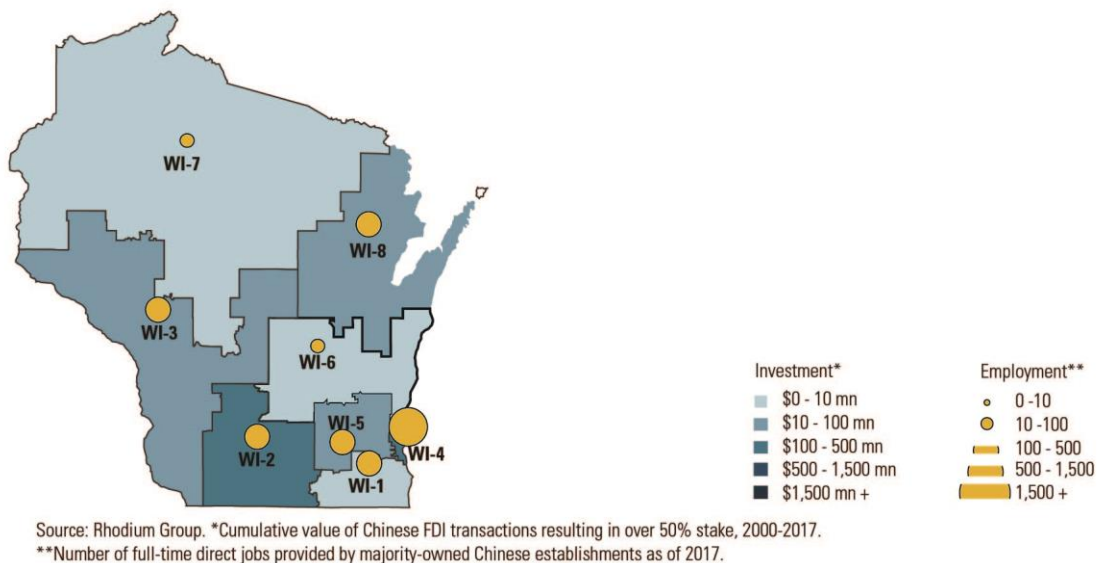 WI-7
WI-8
WI-3
WI-6
WI-5
WI-2
WI-4
WI-1
Investment*
$0 - 10 mn
$10 - 100 mn
$100 - 500 mn
$500 - 1,500 mn
$1,500 mn +
Employment**
0 -10
10 -100
100 - 500
500 - 1,500
1,500 +
Source: Rhodium Group. *Cumulative value of Chinese FDI transactions resulting in over 50% stake, 2000-2017.
**Number of full-time direct jobs provided by majority-owned Chinese establishments as of 2017.